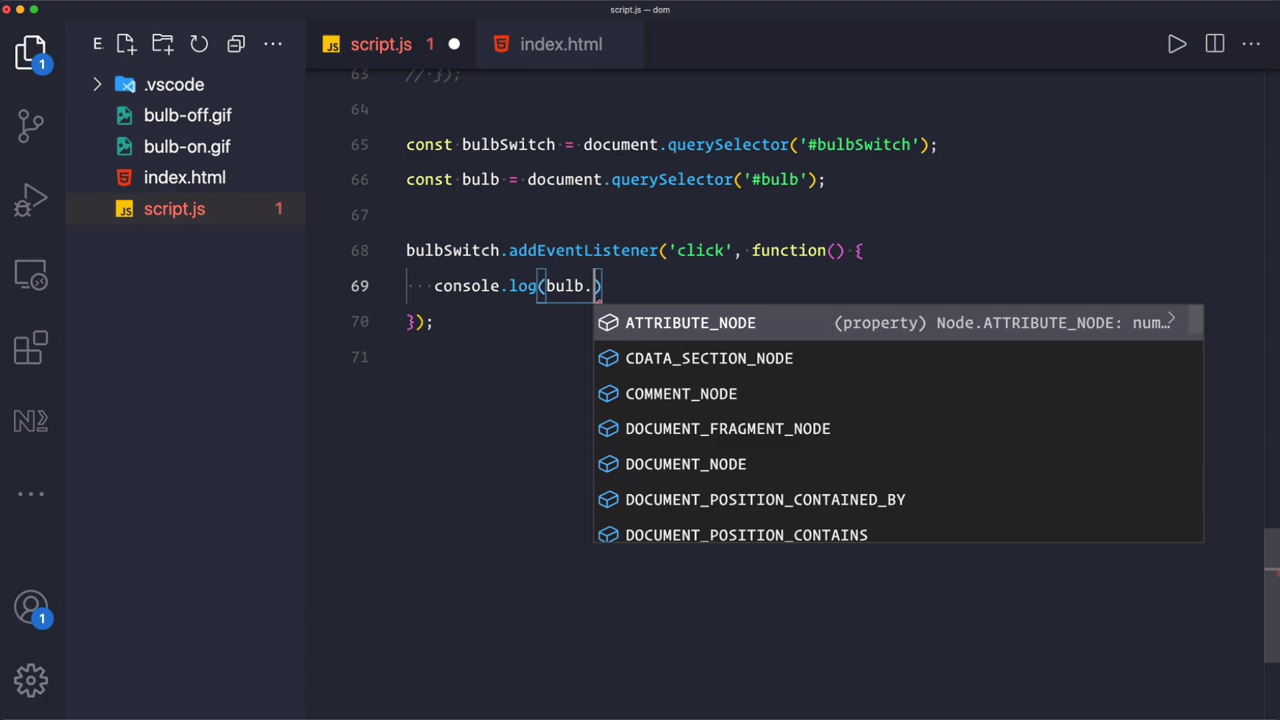 script.js — dom
E.
script.js 1
index.html
.vscode
bulb-off.gif
bulb-on.gif
index.html
script.js 1
1
1
63 // });
64
65 const bulbSwitch = document.querySelector('#bulbSwitch');
66 const bulb = document.querySelector('#bulb');
67
68 bulbSwitch.addEventListener('click', function() {
69 console.log(bulb.)
70 });
71
ATTRIBUTE_NODE (property) Node.ATTRIBUTE_NODE: num…
CDATA_SECTION_NODE
COMMENT_NODE
DOCUMENT_FRAGMENT_NODE
DOCUMENT_NODE
DOCUMENT_POSITION_CONTAINED_BY
DOCUMENT_POSITION_CONTAINS